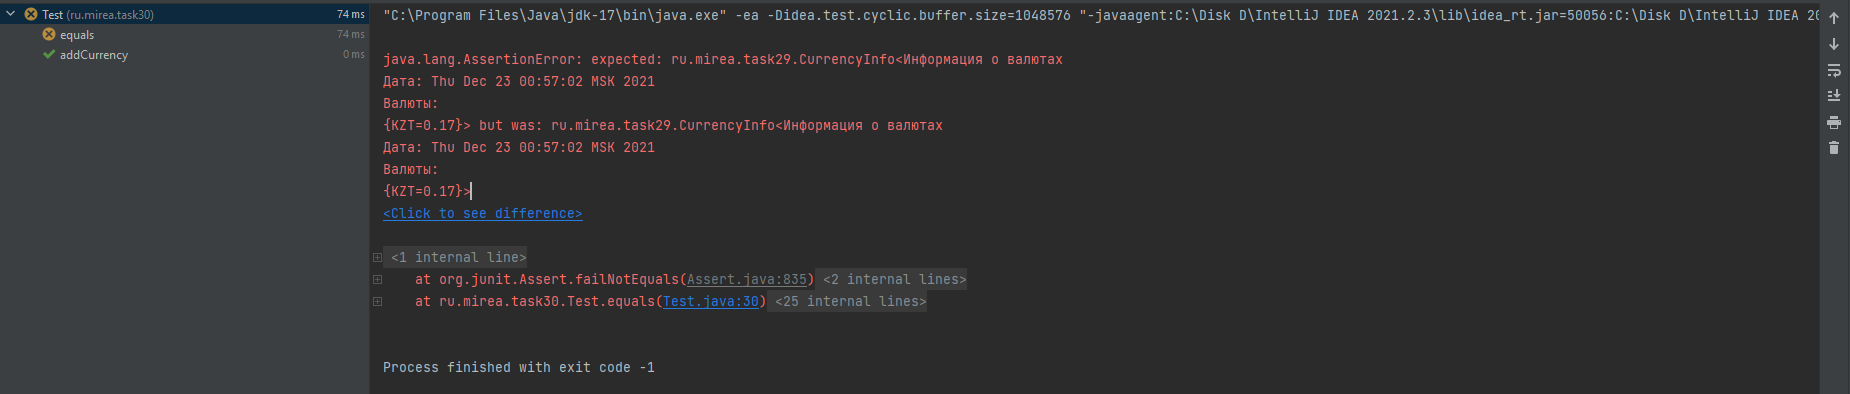 Test (ru.mirea.task30) 74 ms
equals 74 ms
addCurrency 0 ms
"C:\Program Files\Java\jdk-17\bin\java.exe" -ea -Didea.test.cyclic.buffer.size=1048576 "-javaagent:C:\Disk D\IntelliJ IDEA 2021.2.3\lib\idea_rt.jar=50056:C:\Disk D\IntelliJ IDEA 20
java.lang.AssertionError: expected: ru.mirea.task29.CurrencyInfo<Информация о валютах
Дата: Thu Dec 23 00:57:02 MSK 2021
Валюты:
{KZT=0.17}> but was: ru.mirea.task29.CurrencyInfo<Информация о валютах
Дата: Thu Dec 23 00:57:02 MSK 2021
Валюты:
{KZT=0.17}>
<Click to see difference>
<1 internal line>
at org.junit.Assert.failNotEquals(Assert.java:835) <2 internal lines>
at ru.mirea.task30.Test.equals(Test.java:30) <25 internal lines>
Process finished with exit code -1